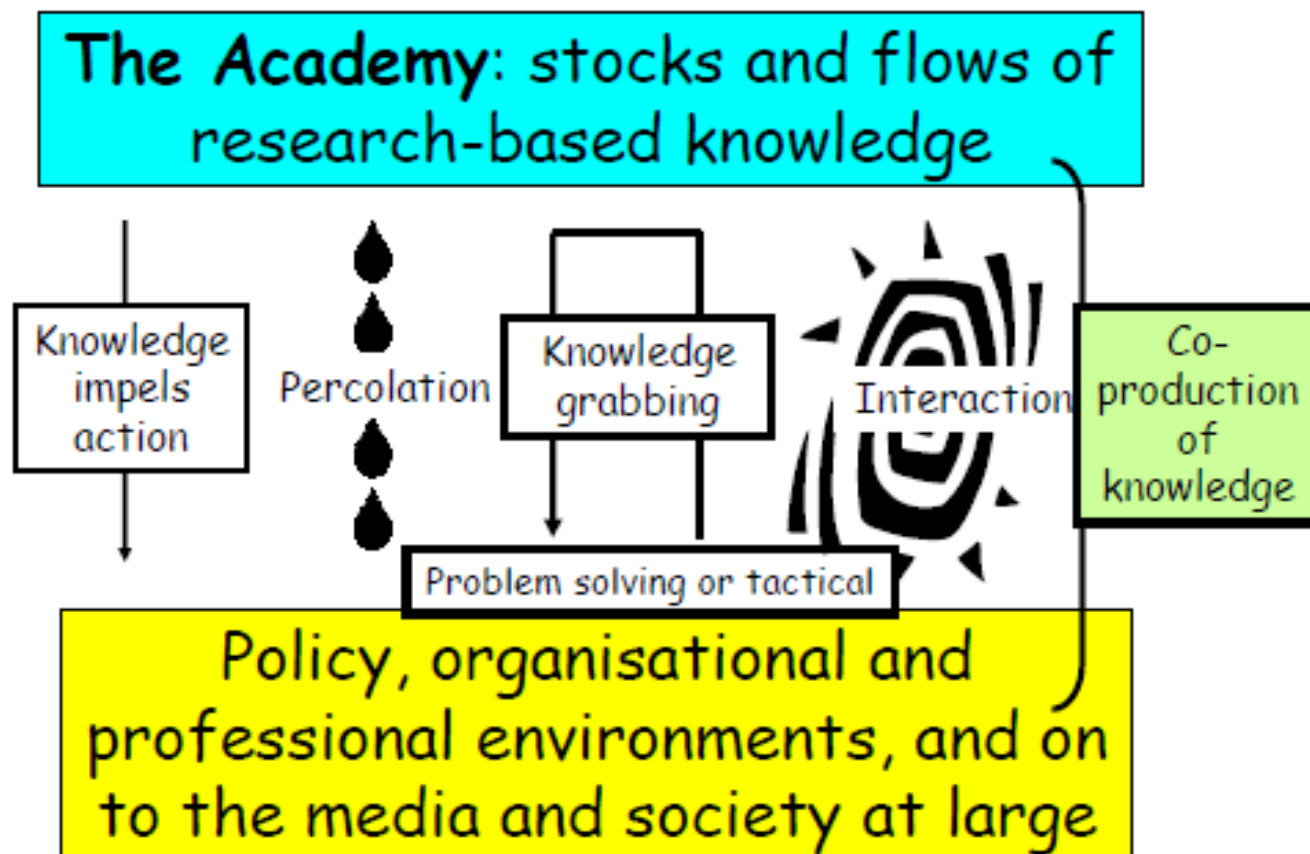 The Academy: stocks and flows of
research-based knowledge
Knowledge
impels
action
Percolation
Knowledge
grabbing
Interaction
Co-
production
of
knowledge
Problem solving or tactical
Policy, organisational and
professional environments, and on
to the media and society at large